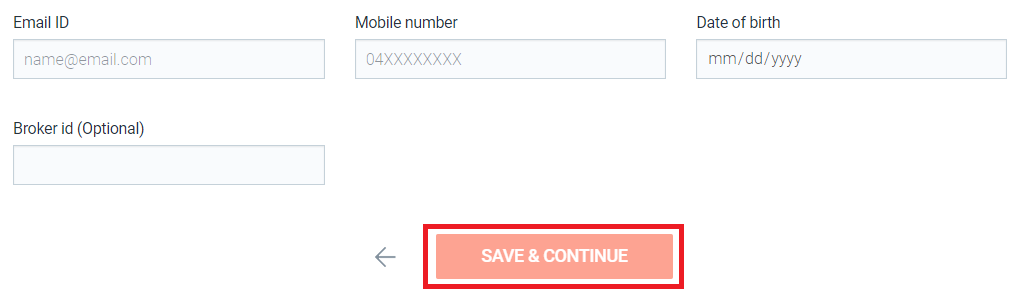 Email ID
Mobile number
Date of birth
name@email.com
04XXXXXXXX
mm/dd/yyyy
Broker id (Optional)
SAVE & CONTINUE